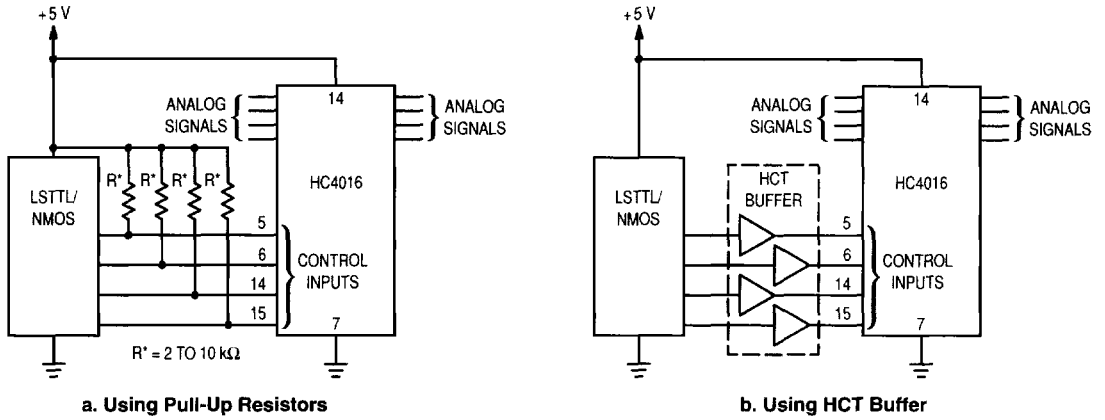 +5 V
ANALOG
SIGNALS
14
ANALOG
SIGNALS
R* R* R* R*
LSTTL/
NMOS
HC4016
5
6
14
15
CONTROL
INPUTS
7
R* = 2 TO 10 kΩ
a. Using Pull-Up Resistors
+5 V
ANALOG
SIGNALS
14
ANALOG
SIGNALS
LSTTL/
NMOS
HCT
BUFFER
HC4016
5
6
14
15
CONTROL
INPUTS
7
b. Using HCT Buffer